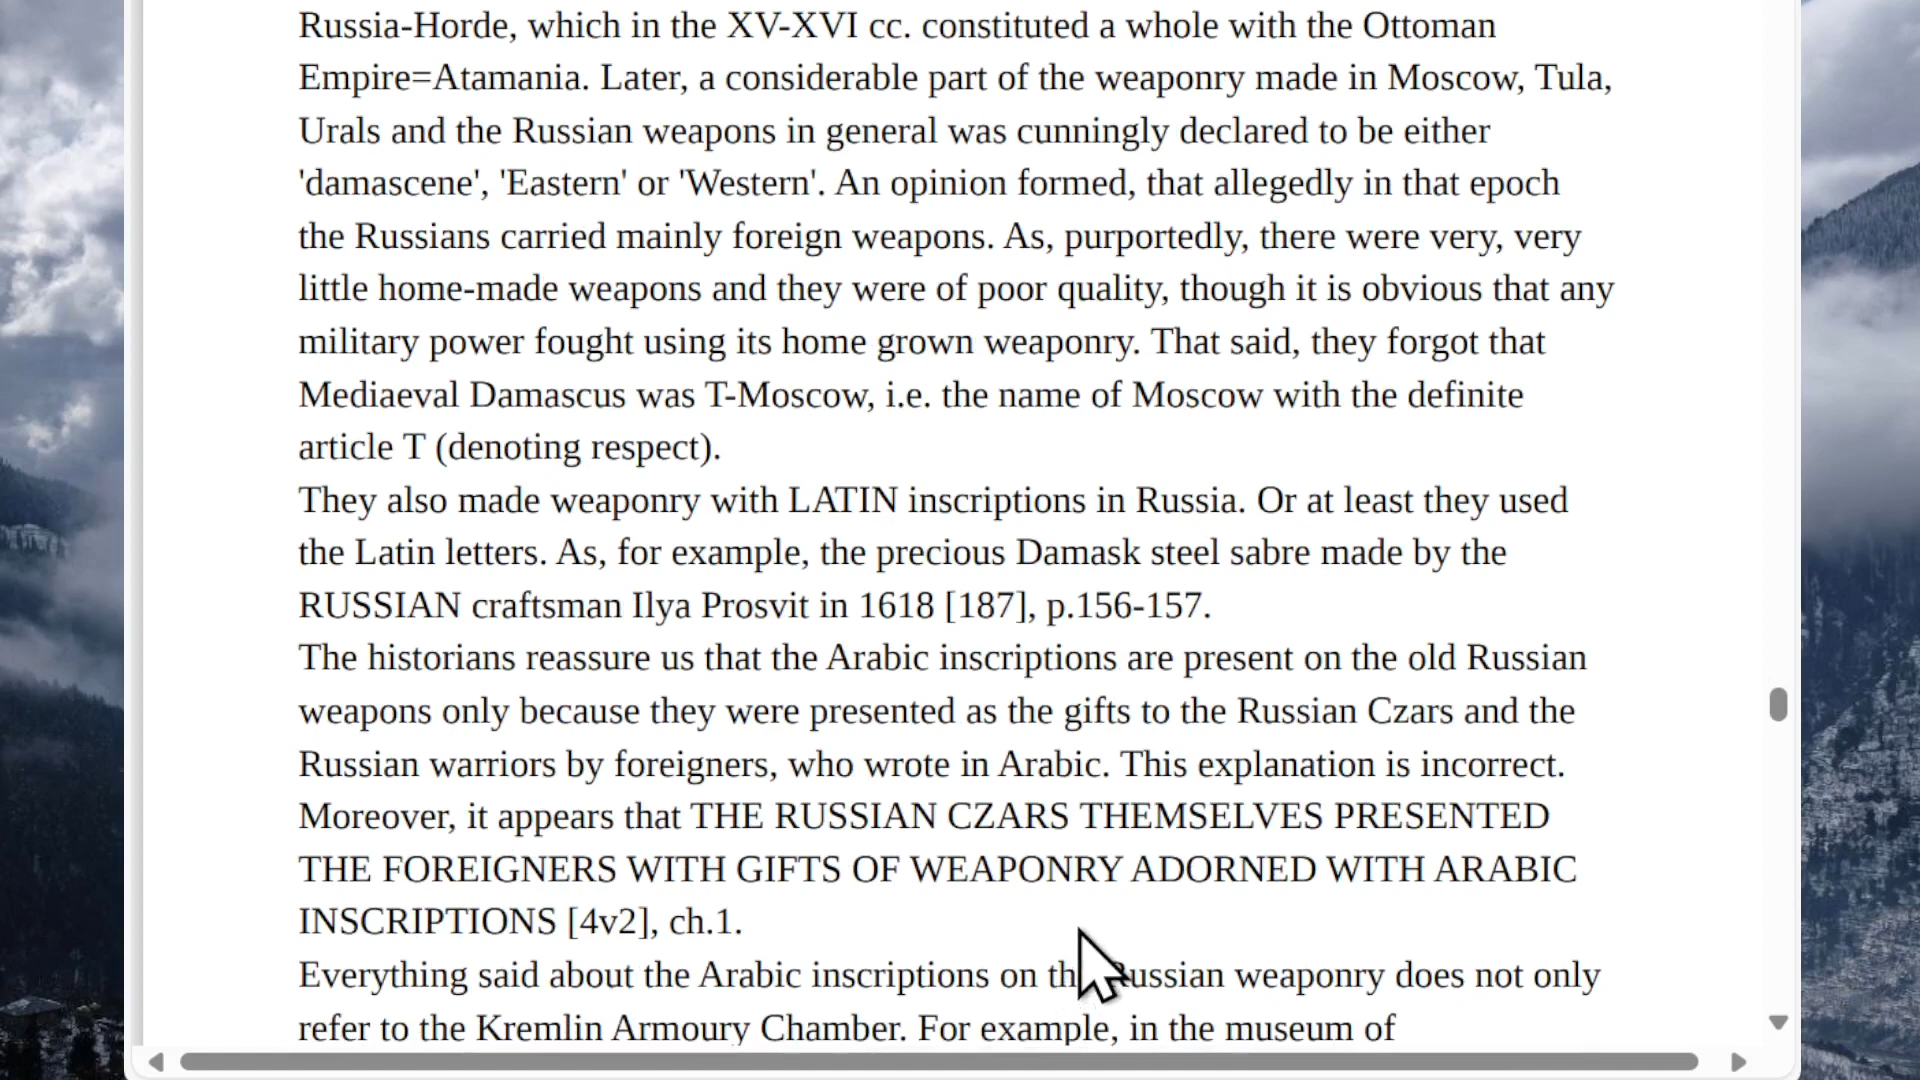 Russia-Horde, which in the XV-XVI cc. constituted a whole with the Ottoman
Empire=Atamania. Later, a considerable part of the weaponry made in Moscow, Tula,
Urals and the Russian weapons in general was cunningly declared to be either
'damascene', 'Eastern' or 'Western'. An opinion formed, that allegedly in that epoch
the Russians carried mainly foreign weapons. As, purportedly, there were very, very
little home-made weapons and they were of poor quality, though it is obvious that any
military power fought using its home grown weaponry. That said, they forgot that
Mediaeval Damascus was T-Moscow, i.e. the name of Moscow with the definite
article T (denoting respect).
They also made weaponry with LATIN inscriptions in Russia. Or at least they used
the Latin letters. As, for example, the precious Damask steel sabre made by the
RUSSIAN craftsman Ilya Prosvit in 1618 [187], p.156-157.
The historians reassure us that the Arabic inscriptions are present on the old Russian
weapons only because they were presented as the gifts to the Russian Czars and the
Russian warriors by foreigners, who wrote in Arabic. This explanation is incorrect.
Moreover, it appears that THE RUSSIAN CZARS THEMSELVES PRESENTED
THE FOREIGNERS WITH GIFTS OF WEAPONRY ADORNED WITH ARABIC
INSCRIPTIONS [4v2], ch.1.
Everything said about the Arabic inscriptions on the Russian weaponry does not only
refer to the Kremlin Armoury Chamber. For example, in the museum of